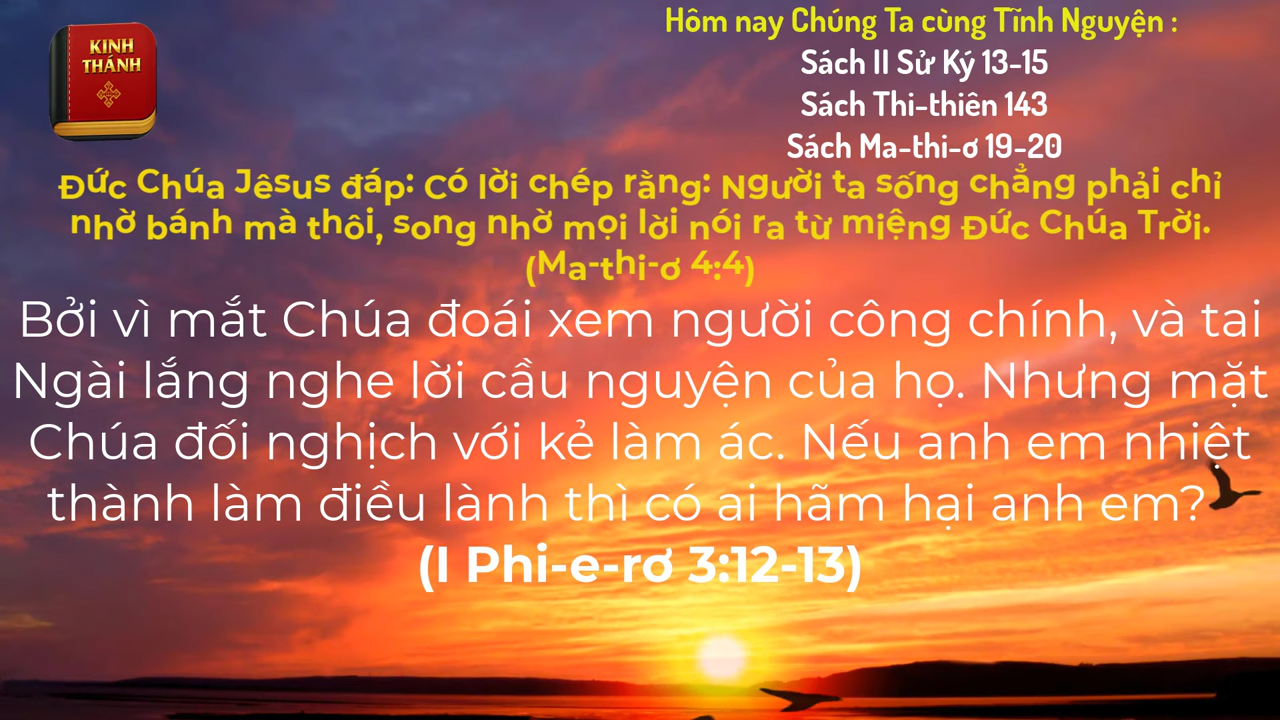 KINH
THÁNH
Hôm nay Chúng Ta cùng Tĩnh Nguyện :
Sách II Sử Ký 13-15
Sách Thi-thiên 143
Sách Ma-thi-ơ 19-20
Đức Chúa Jêsus đáp: Có lời chép rằng: Người ta sống chẳng phải chỉ
nhờ bánh mà thôi, song nhờ mọi lời nói ra từ miệng Đức Chúa Trời.
(Ma-thi-ơ 4:4)
Bởi vì mắt Chúa đoái xem người công chính, và tai
Ngài lắng nghe lời cầu nguyện của họ. Nhưng mặt
Chúa đối nghịch với kẻ làm ác. Nếu anh em nhiệt
thành làm điều lành thì có ai hãm hại anh em?
(I Phi-e-rơ 3:12-13)